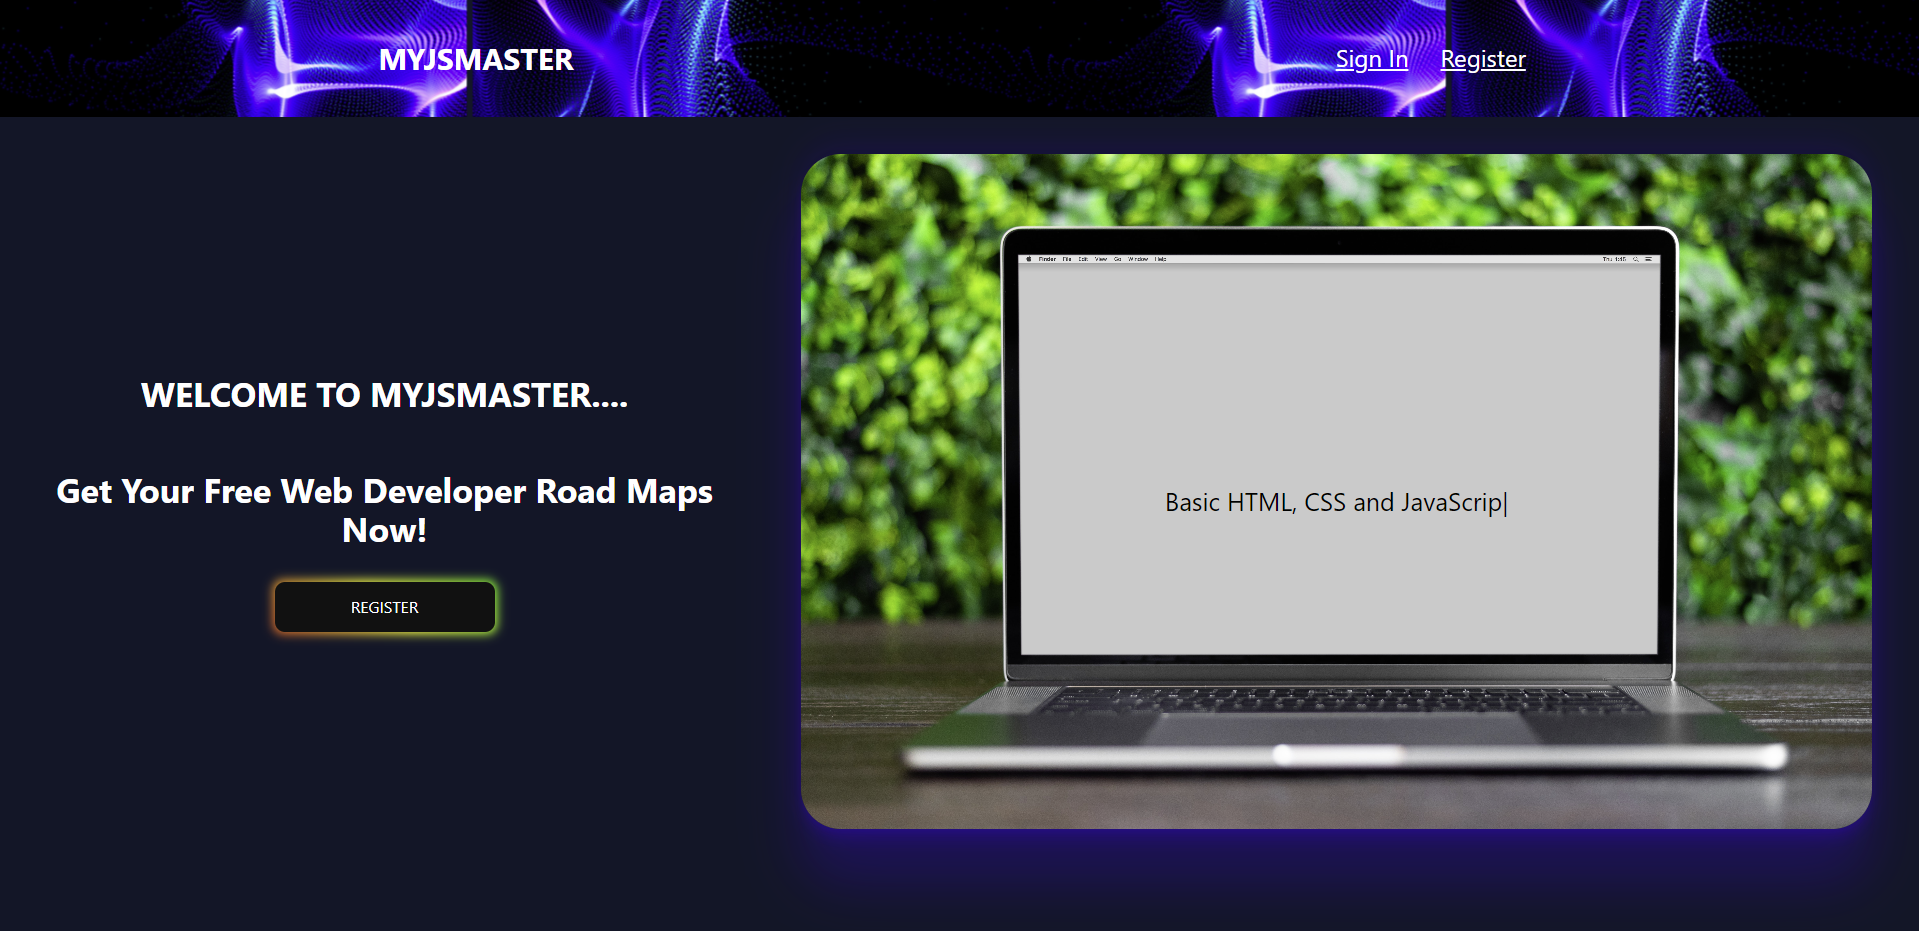 MYJSMASTER
Sign In Register
WELCOME TO MYJSMASTER....
Get Your Free Web Developer Road Maps
Now!
REGISTER
Finder File Edit View Go Window Help
Basic HTML, CSS and JavaScrip|